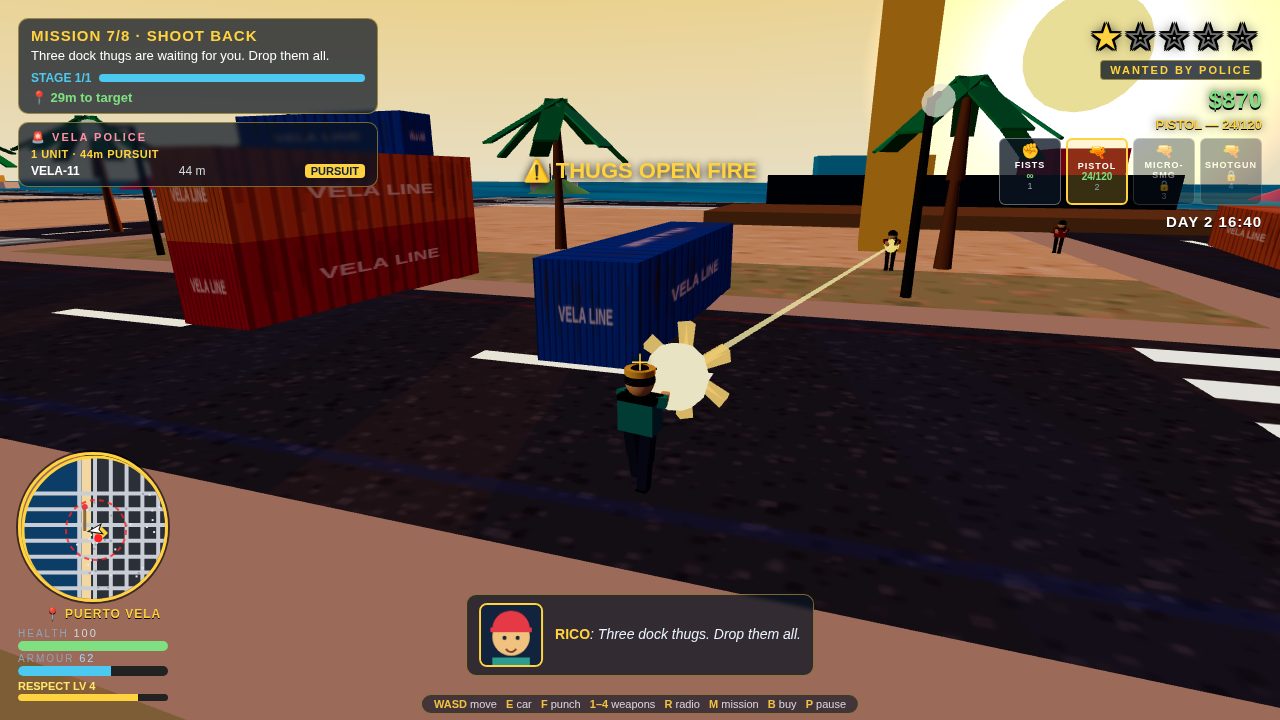 MISSION 7/8 · SHOOT BACK
Three dock thugs are waiting for you. Drop them all.
STAGE 1/1
29m to target
VELA POLICE
1 UNIT · 44m PURSUIT
VELA-11 44 m PURSUIT
WANTED BY POLICE
$870
PISTOL — 24/120
FISTS
∞
1
PISTOL
24/120
2
MICRO-SMG
3
SHOTGUN
4
DAY 2 16:40
THUGS OPEN FIRE
VELA LINE
VELA LINE
VELA LINE
VELA LINE
VELA LINE
VELA LINE
VELA LINE
PUERTO VELA
HEALTH 100
ARMOUR 62
RESPECT LV 4
RICO: Three dock thugs. Drop them all.
WASD move E car F punch 1–4 weapons R radio M mission B buy P pause